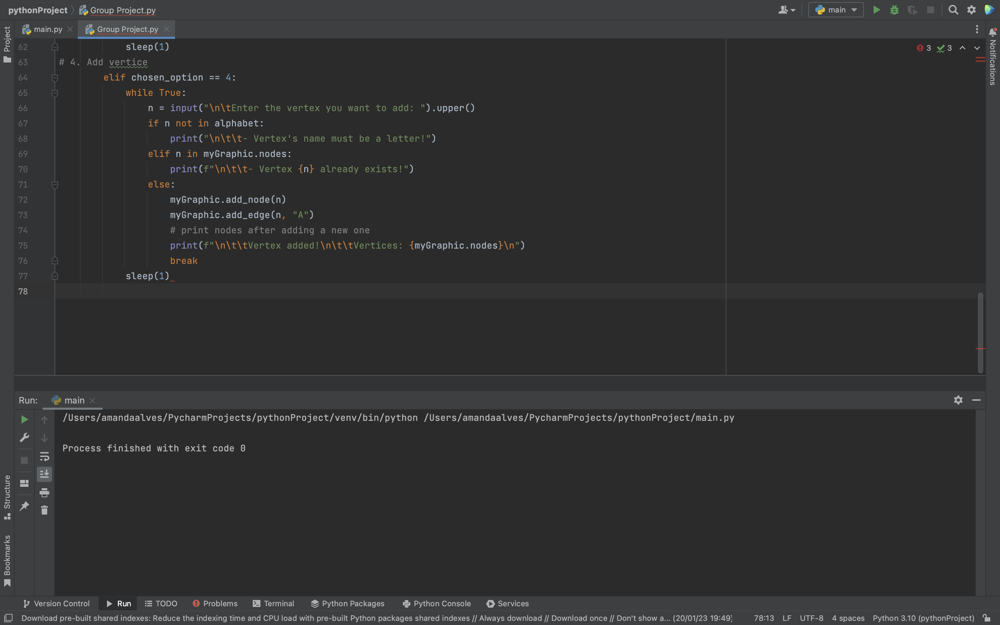 pythonProject
Group Project.py
main
main.py
Group Project.py
Project
Notifications
3
3
62 sleep(1)
63 # 4. Add vertice
64 elif chosen_option == 4:
65 while True:
66 n = input("\n\tEnter the vertex you want to add: ").upper()
67 if n not in alphabet:
68 print("\n\t\t- Vertex's name must be a letter!")
69 elif n in myGraphic.nodes:
70 print(f"\n\t\t- Vertex {n} already exists!")
71 else:
72 myGraphic.add_node(n)
73 myGraphic.add_edge(n, "A")
74 # print nodes after adding a new one
75 print(f"\n\t\tVertex added!\n\t\tVertices: {myGraphic.nodes}\n")
76 break
77 sleep(1)
78
Run:
main
/Users/amandaalves/PycharmProjects/pythonProject/venv/bin/python /Users/amandaalves/PycharmProjects/pythonProject/main.py
Process finished with exit code 0
Structure
Bookmarks
Version Control
Run
TODO
Problems
Terminal
Python Packages
Python Console
Services
Download pre-built shared indexes: Reduce the indexing time and CPU load with pre-built Python packages shared indexes // Always download // Download once // Don't show a... (20/01/23 19:49)
78:13
LF
UTF-8
4 spaces
Python 3.10 (pythonProject)